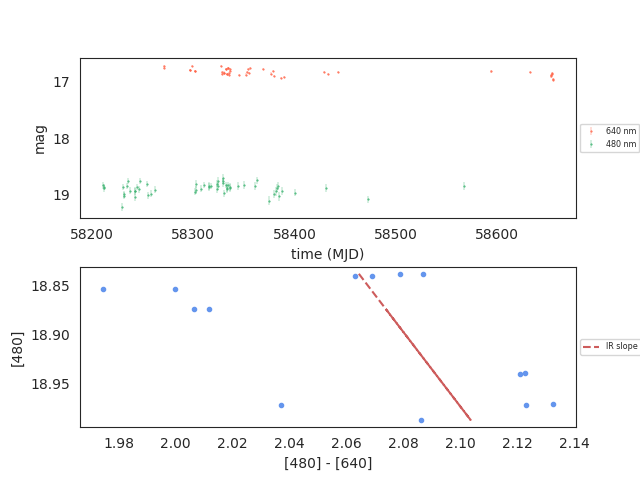 17
18
19
mag
58200 58300 58400 58500 58600
time (MJD)
640 nm
480 nm
18.85
18.90
18.95
[480]
1.98 2.00 2.02 2.04 2.06 2.08 2.10 2.12 2.14
[480] - [640]
IR slope